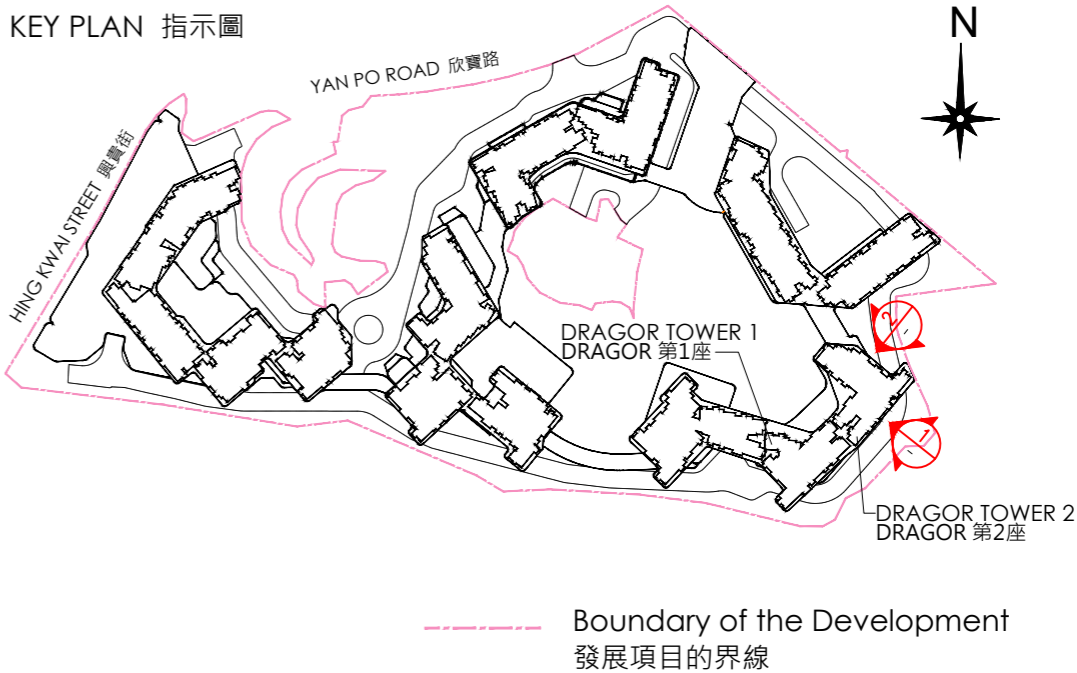 KEY PLAN 指示圖
N
YAN PO ROAD 欣寶路
HING KWAI STREET 興貴街
DRAGOR TOWER 1
DRAGOR 第1座
2
-
1
-
DRAGOR TOWER 2
DRAGOR 第2座
Boundary of the Development
發展項目的界線